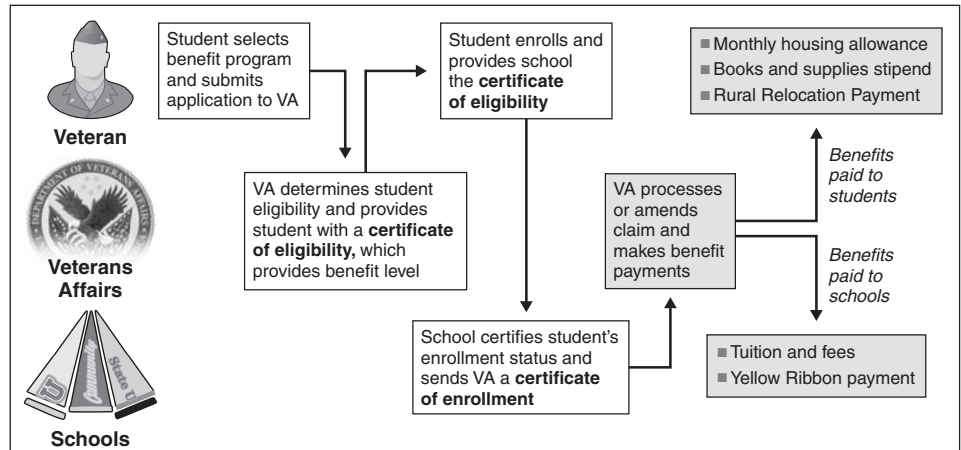 Student selects
benefit program
and submits
application to VA
Student enrolls and
provides school
the certificate
of eligibility
■ Monthly housing allowance
■ Books and supplies stipend
■ Rural Relocation Payment
Veteran
Benefits
paid to
students
DEPARTMENT OF VETERANS AFFAIRS
VA determines student
eligibility and provides
student with a certificate
of eligibility, which
provides benefit level
VA processes
or amends
claim and
makes benefit
payments
Veterans
Affairs
Benefits
paid to
schools
U
Community
State U.
School certifies student's
enrollment status and
sends VA a certificate
of enrollment
■ Tuition and fees
■ Yellow Ribbon payment
Schools